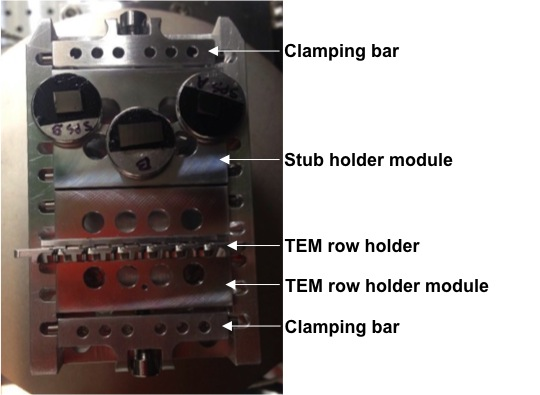 Clamping bar
Stub holder module
TEM row holder
TEM row holder module
Clamping bar